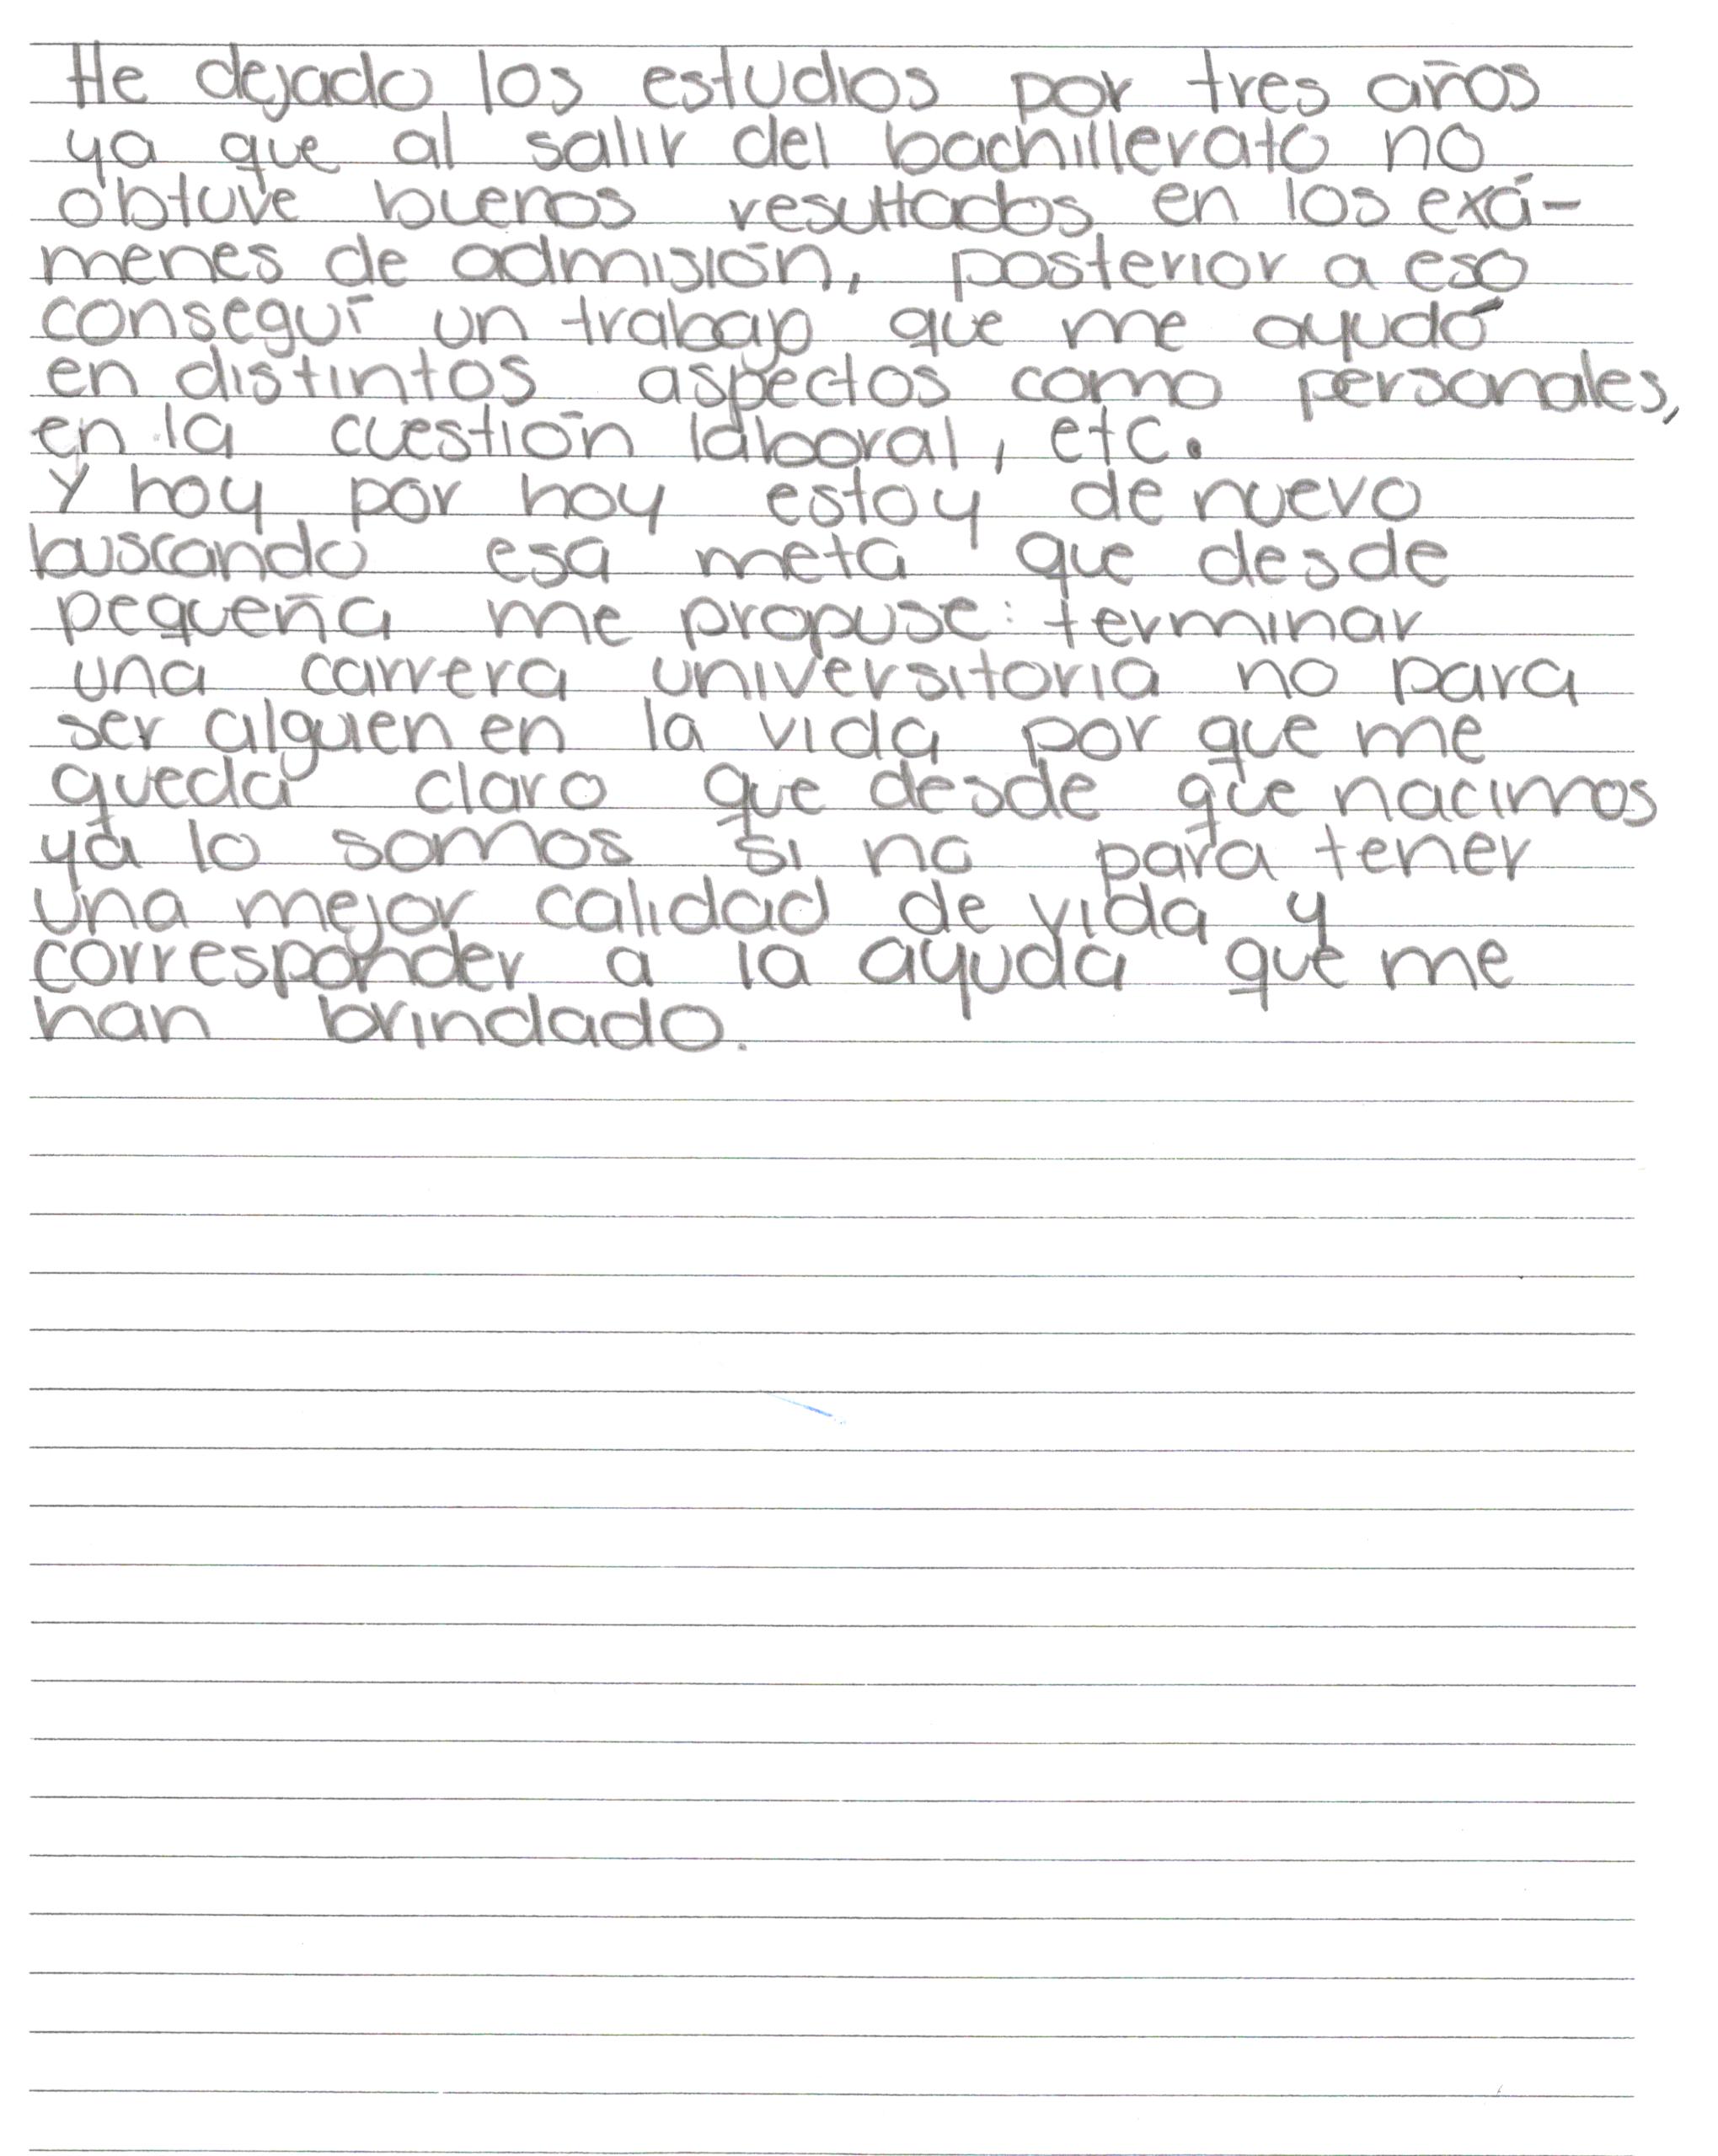 He dejado los estudios por tres años
ya que al salir del bachillerato no
obtuve buenos resultados en los exá-
menes de admisión, posterior a eso
conseguí un trabajo que me ayudó
en distintos aspectos como personales,
en la cuestión laboral, etc.
Y hoy por hoy estoy de nuevo
buscando esa meta que desde
pequeña me propuse: terminar
una carrera universitoria no para
ser alguien en la vida por que me
queda claro que desde que nacimos
ya lo somos si no para tener
una mejor calidad de vida y
corresponder a la ayuda que me
han brindado.